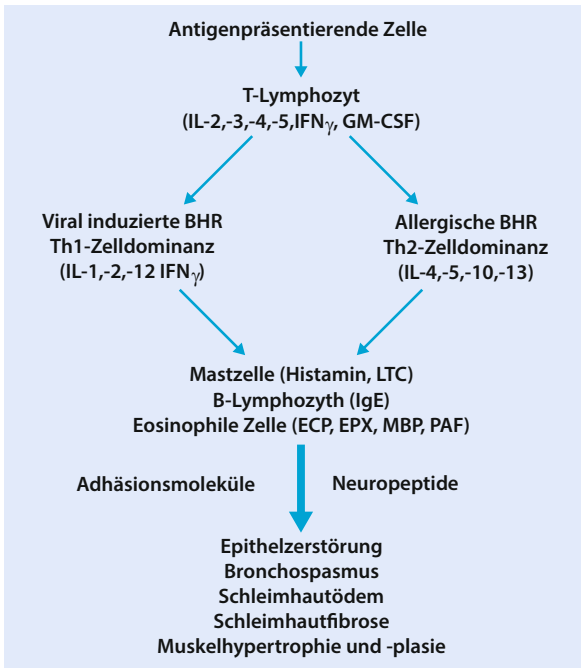 Antigenpräsentierende Zelle
T-Lymphozyt
(IL-2,-3,-4,-5,IFNγ, GM-CSF)
Viral induzierte BHR
Th1-Zelldominanz
(IL-1,-2,-12 IFNγ)
Allergische BHR
Th2-Zelldominanz
(IL-4,-5,-10,-13)
Mastzelle (Histamin, LTC)
B-Lymphozyth (IgE)
Eosinophile Zelle (ECP, EPX, MBP, PAF)
Adhäsionsmoleküle
Neuropeptide
Epithelzerstörung
Bronchospasmus
Schleimhautödem
Schleimhautfibrose
Muskelhypertrophie und -plasie